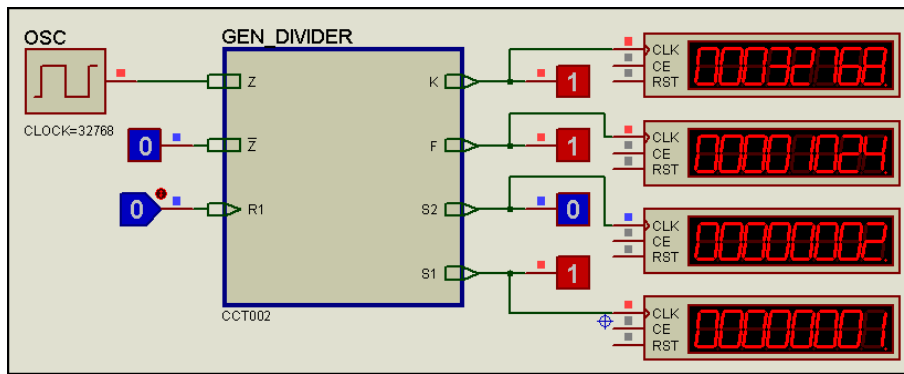 OSC
CLOCK=32768
0
0
GEN_DIVIDER
Z
Z̅
R1
K
F
S2
S1
CCT002
1
1
0
1
CLK
CE
RST
00032768
CLK
CE
RST
00001024
CLK
CE
RST
00000002
CLK
CE
RST
00000001